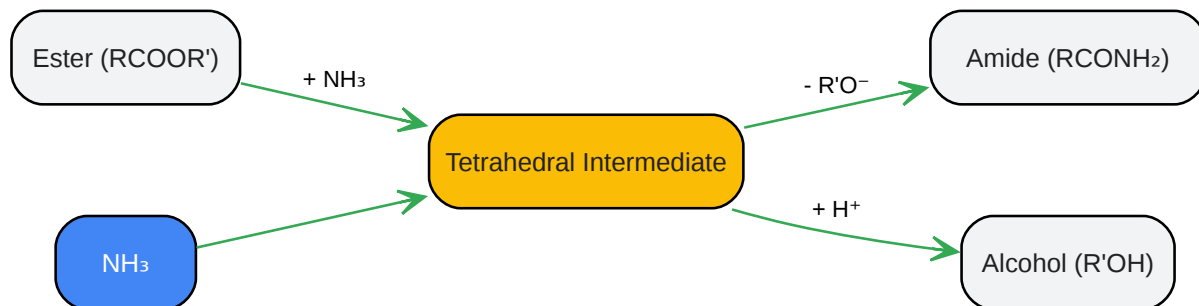 Ester (RCOOR')
+ NH₃
Tetrahedral Intermediate
- R'O⁻
Amide (RCONH₂)
NH₃
+ H⁺
Alcohol (R'OH)